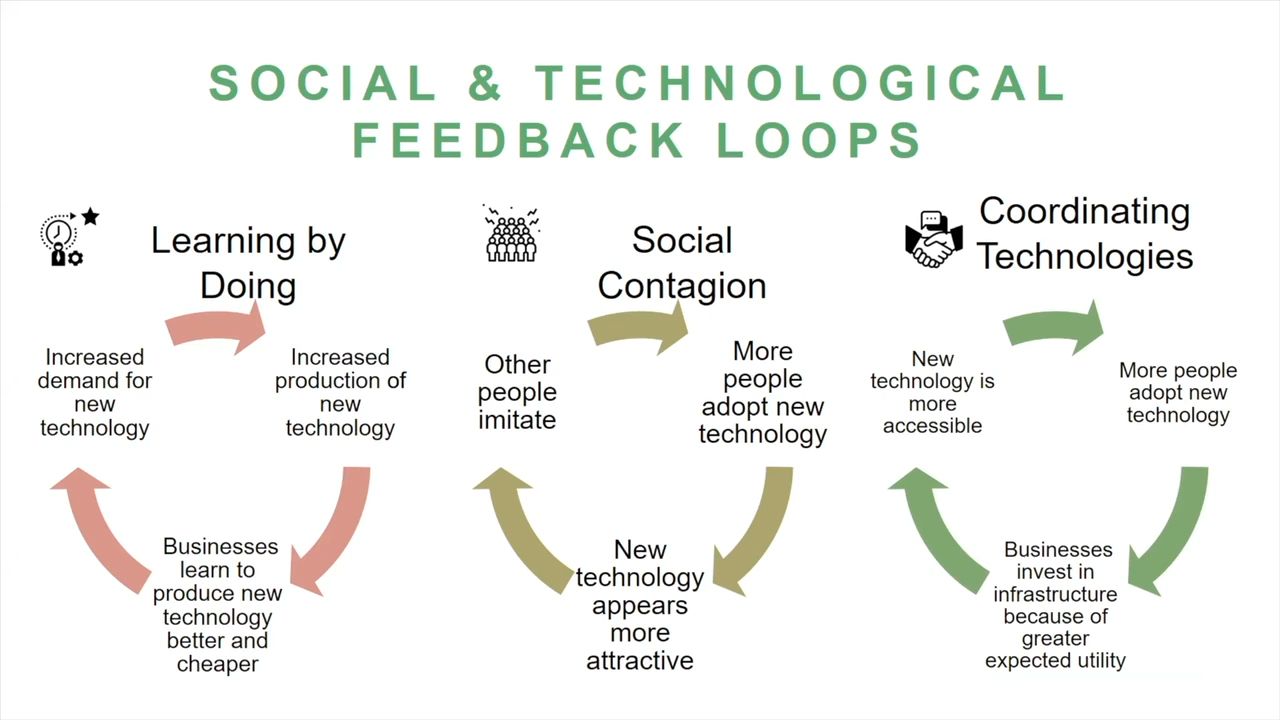 SOCIAL & TECHNOLOGICAL
FEEDBACK LOOPS
Learning by
Doing
Increased
demand for
new
technology
Increased
production of
new
technology
Businesses
learn to
produce new
technology
better and
cheaper
Social
Contagion
Other
people
imitate
More
people
adopt new
technology
New
technology
appears
more
attractive
Coordinating
Technologies
New
technology is
more
accessible
More people
adopt new
technology
Businesses
invest in
infrastructure
because of
greater
expected utility